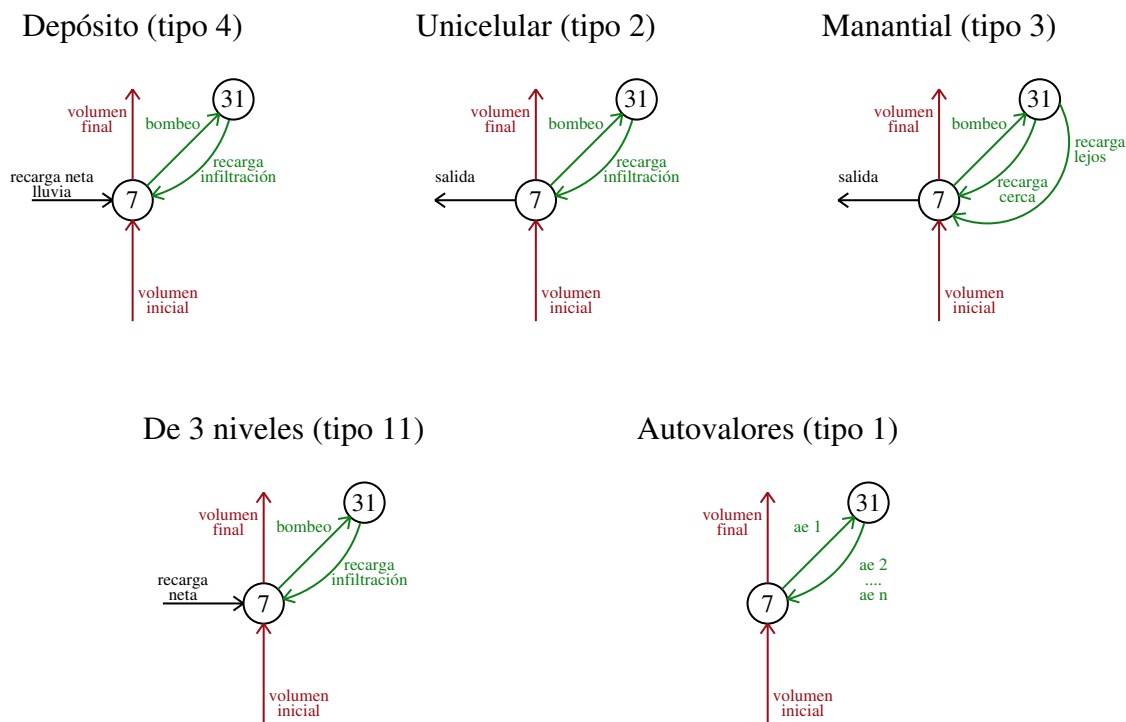 Depósito (tipo 4)
31
volumen
final
bombeo
recarga
infiltración
recarga neta
lluvia
7
volumen
inicial
Unicelular (tipo 2)
31
volumen
final
bombeo
recarga
infiltración
salida
7
volumen
inicial
Manantial (tipo 3)
31
volumen
final
bombeo
recarga
lejos
salida
recarga
cerca
7
volumen
inicial
De 3 niveles (tipo 11)
31
volumen
final
bombeo
recarga
infiltración
recarga
neta
7
volumen
inicial
Autovalores (tipo 1)
31
volumen
final
ae 1
ae 2
....
ae n
7
volumen
inicial